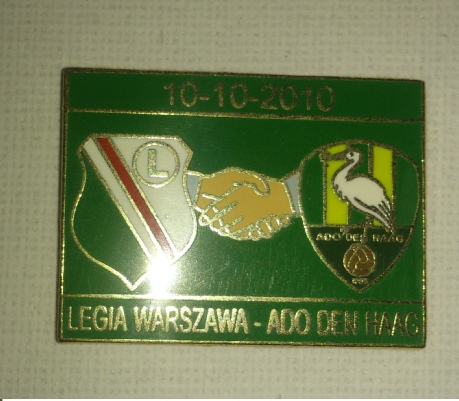 10-10-2010
L
ADO DEN HAAG
LEGIA WARSZAWA - ADO DEN HAAG